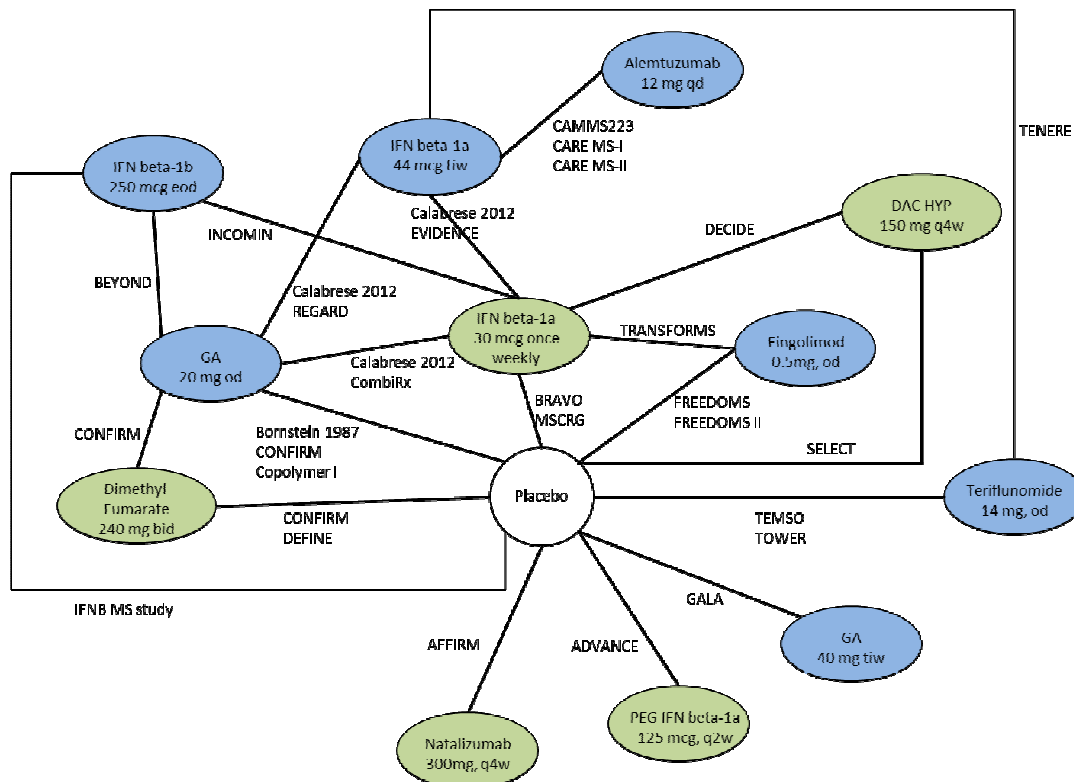 Alemtuzumab
12 mg qd
CAMMS223
CARE MS-I
CARE MS-II
TENERE
IFN beta-1a
44 mcg tiw
IFN beta-1b
250 mcg eod
DAC HYP
150 mg q4w
Calabrese 2012
EVIDENCE
INCOMIN
DECIDE
BEYOND
Calabrese 2012
REGARD
IFN beta-1a
30 mcg once
weekly
TRANSFORMS
Fingolimod
0.5mg, od
GA
20 mg od
Calabrese 2012
CombiRx
BRAVO
MSCRG
FREEDOMS
FREEDOMS II
CONFIRM
Bornstein 1987
CONFIRM
Copolymer I
SELECT
Dimethyl
Fumarate
240 mg bid
Placebo
Teriflunomide
14 mg, od
CONFIRM
DEFINE
TEMSO
TOWER
IFNB MS study
GALA
AFFIRM
ADVANCE
GA
40 mg tiw
PEG IFN beta-1a
125 mcg, q2w
Natalizumab
300mg, q4w